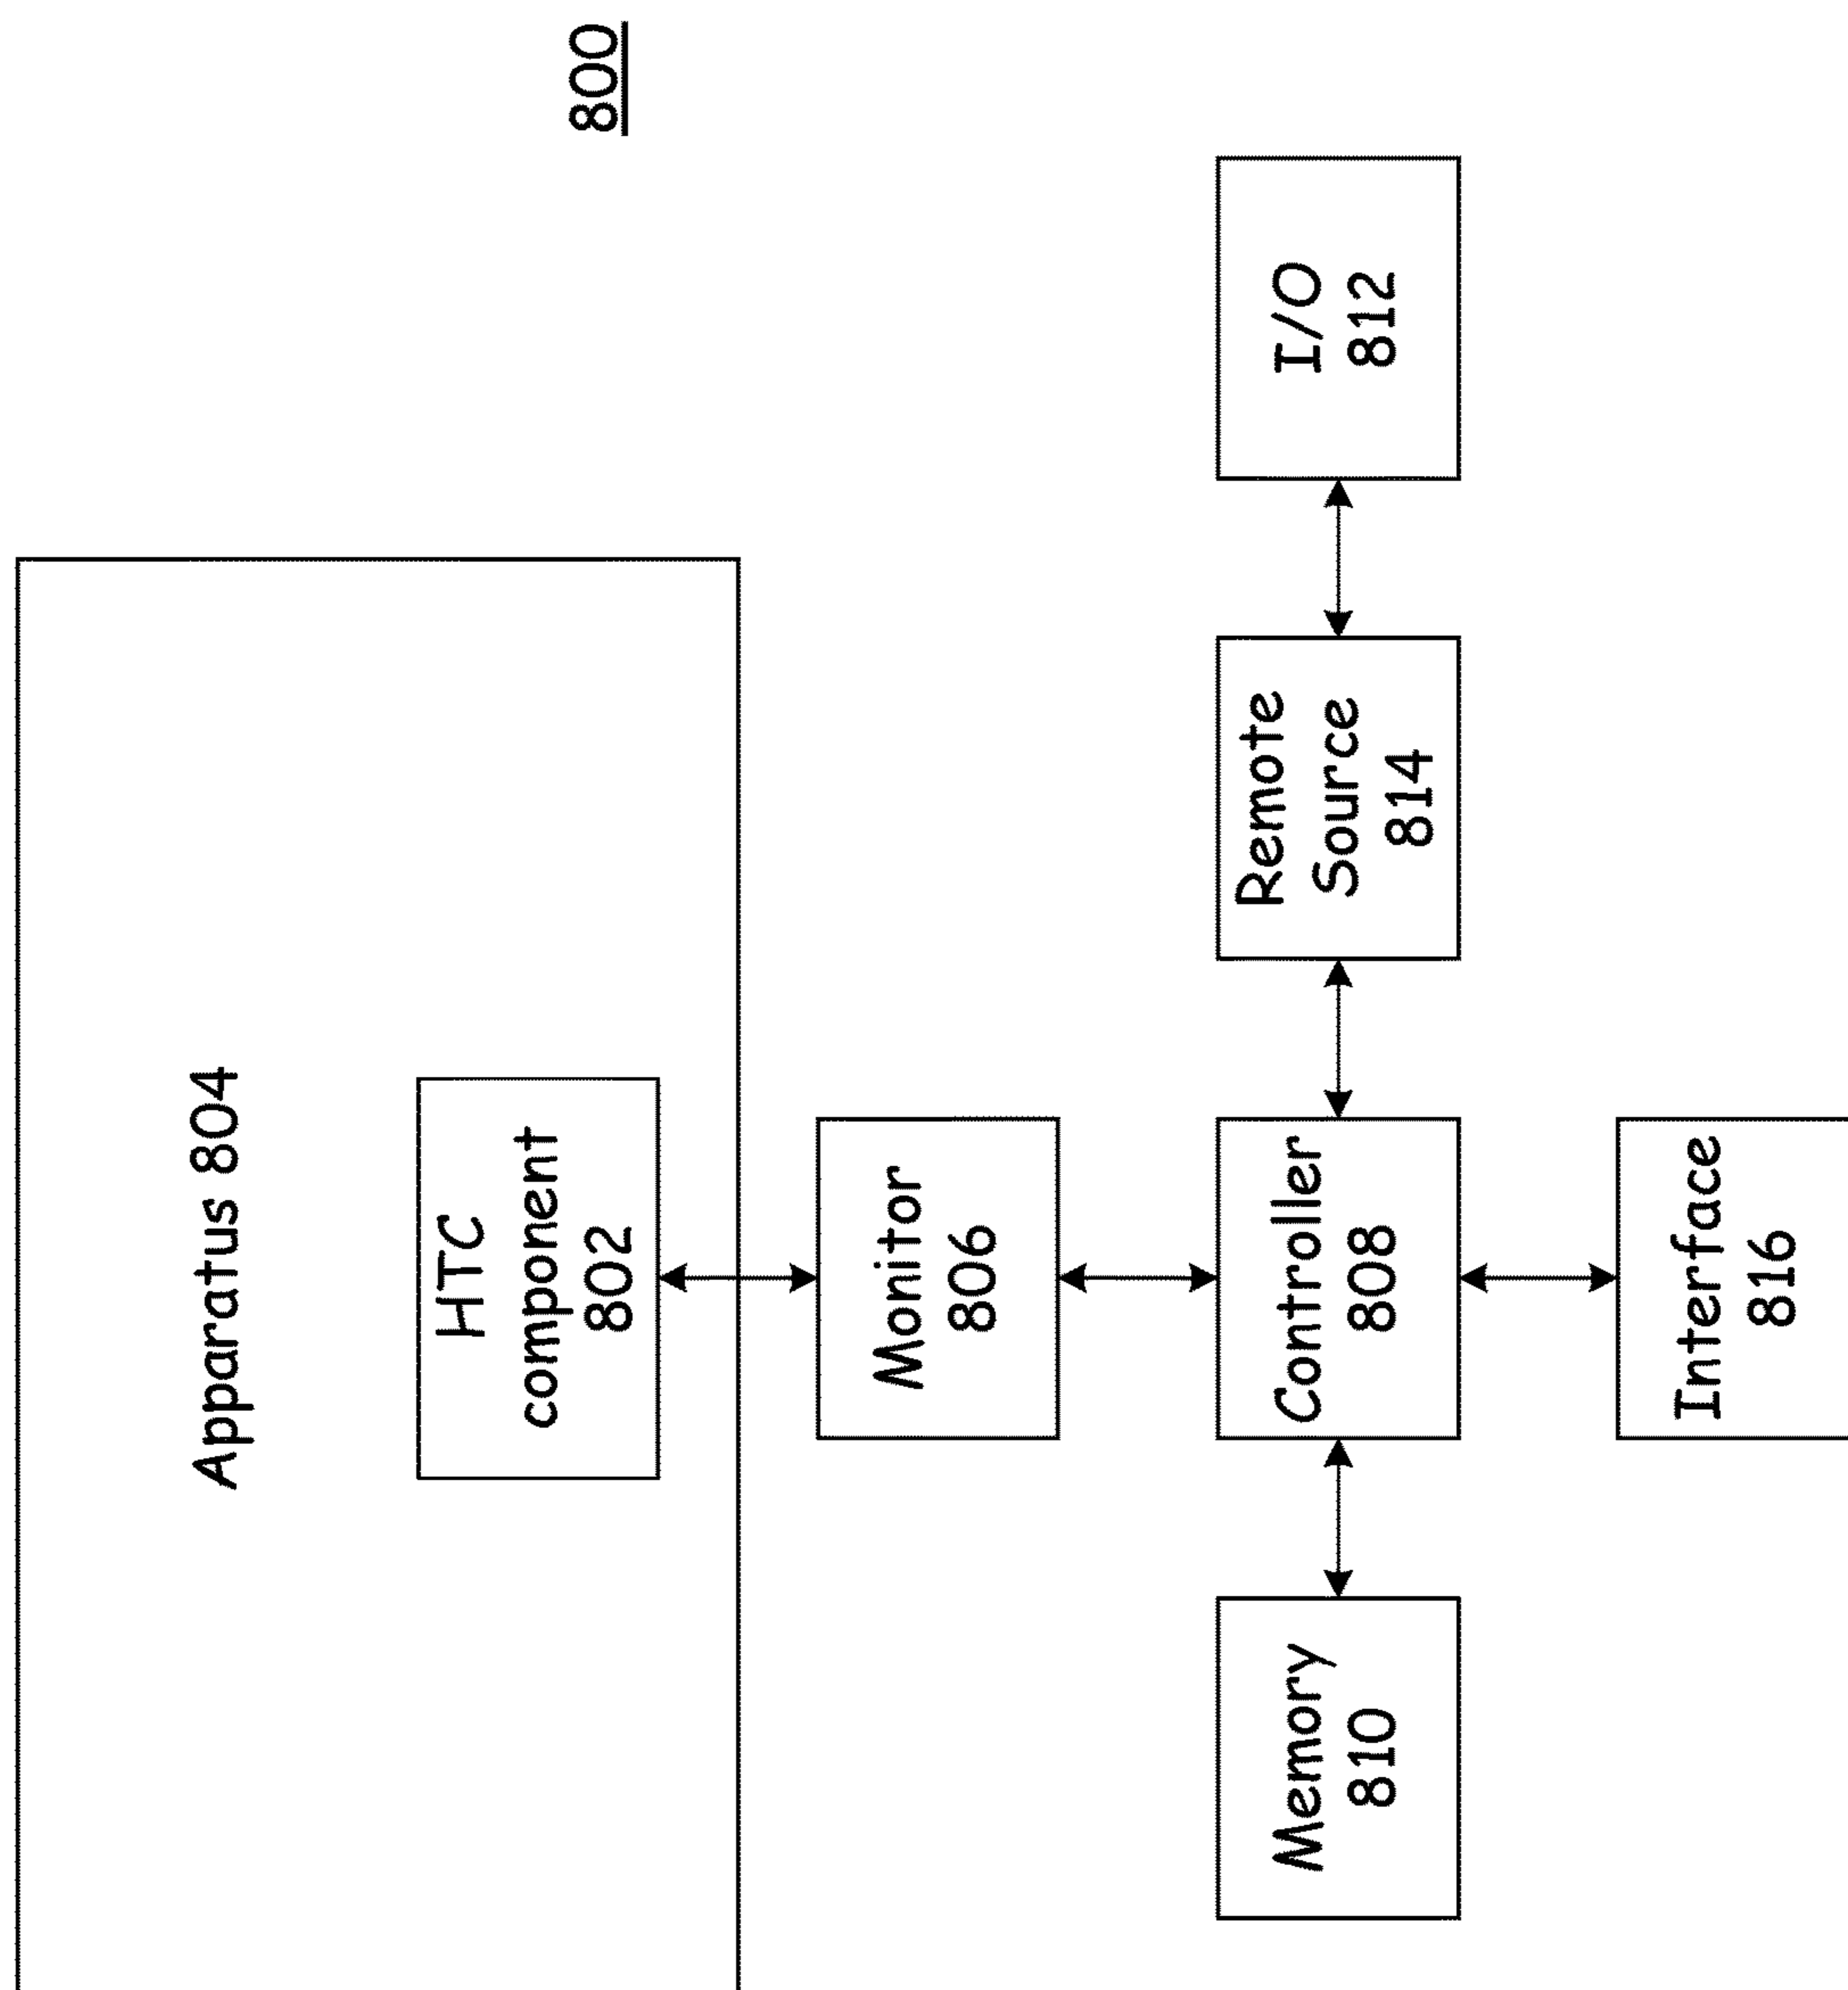 800
Apparatus 804
HTC
component
802
Monitor
806
Memory
810
Controller
808
Remote
Source
814
I/O
812
Interface
816